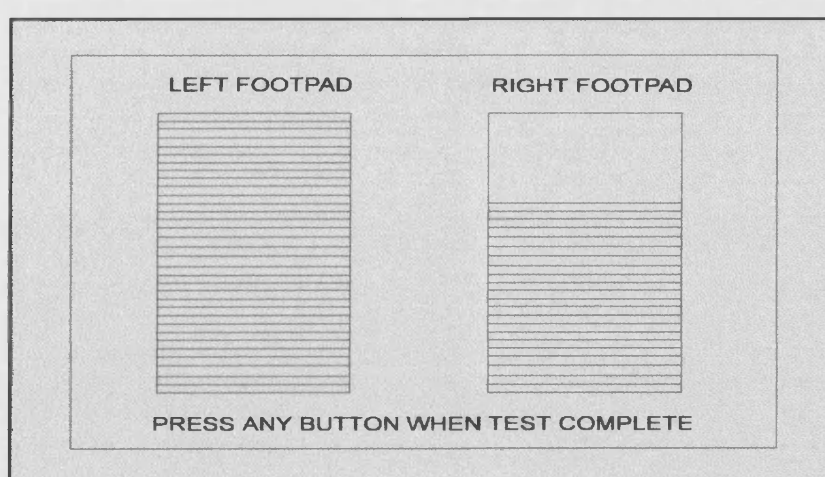 LEFT FOOTPAD RIGHT FOOTPAD
PRESS ANY BUTTON WHEN TEST COMPLETE